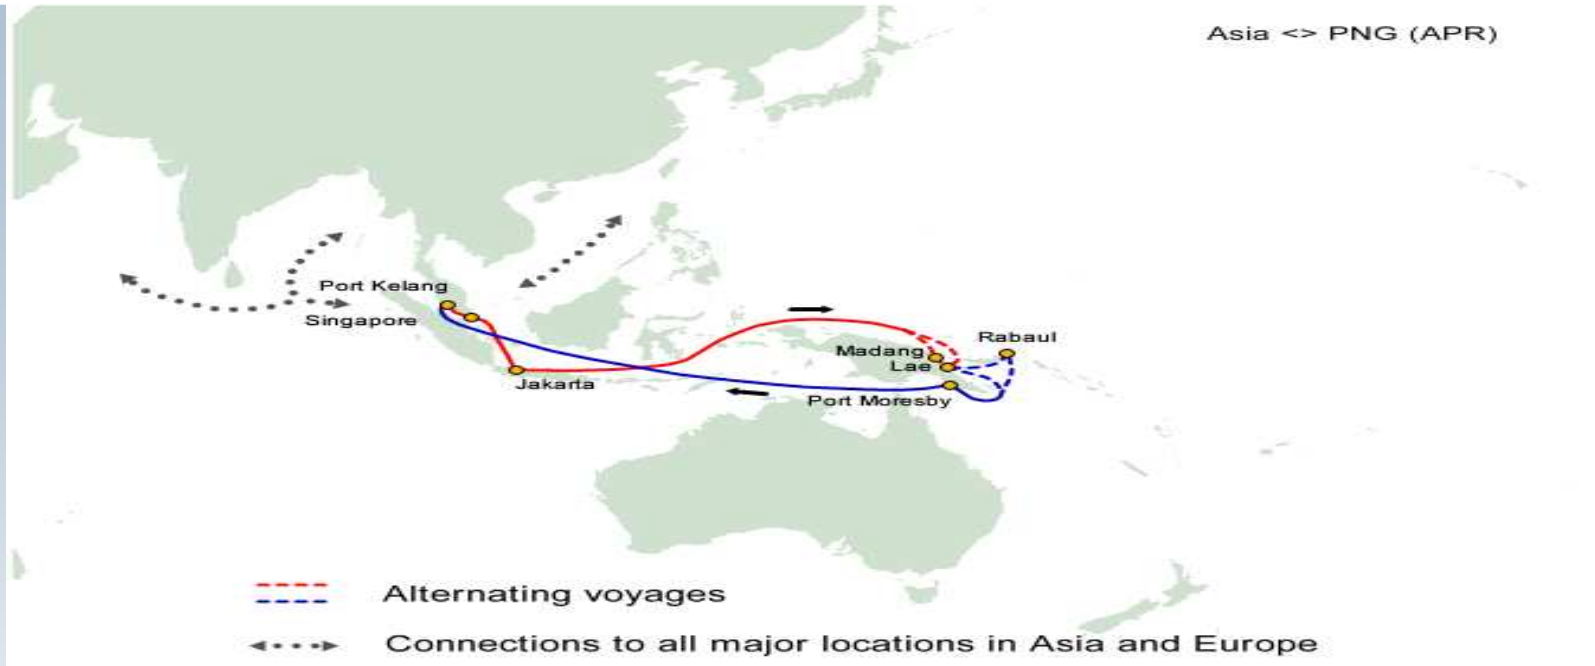 Asia <> PNG (APR)
Port Kelang
Singapore
Jakarta
Madang
Lae
Rabaul
Port Moresby
Alternating voyages
Connections to all major locations in Asia and Europe